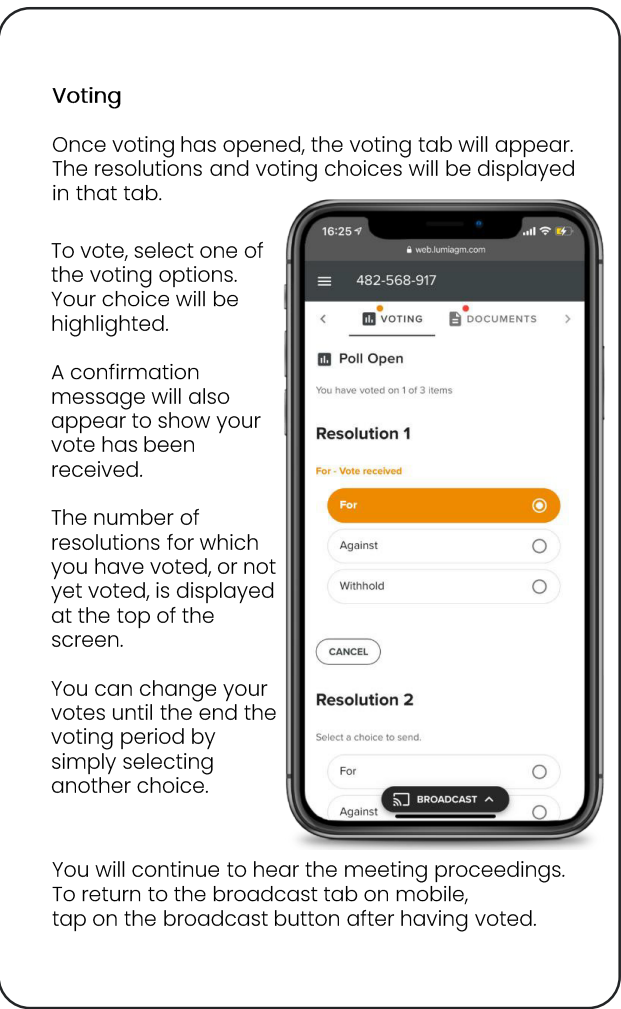 Voting
Once voting has opened, the voting tab will appear.
The resolutions and voting choices will be displayed
in that tab.
To vote, select one of
the voting options.
Your choice will be
highlighted.
A confirmation
message will also
appear to show your
vote has been
received.
The number of
resolutions for which
you have voted, or not
yet voted, is displayed
at the top of the
screen.
You can change your
votes until the end the
voting period by
simply selecting
another choice.
16:25
web.lumiagm.com
482-568-917
VOTING
DOCUMENTS
Poll Open
You have voted on 1 of 3 items
Resolution 1
For - Vote received
For
Against
Withhold
CANCEL
Resolution 2
Select a choice to send.
For
Against
BROADCAST
You will continue to hear the meeting proceedings.
To return to the broadcast tab on mobile,
tap on the broadcast button after having voted.